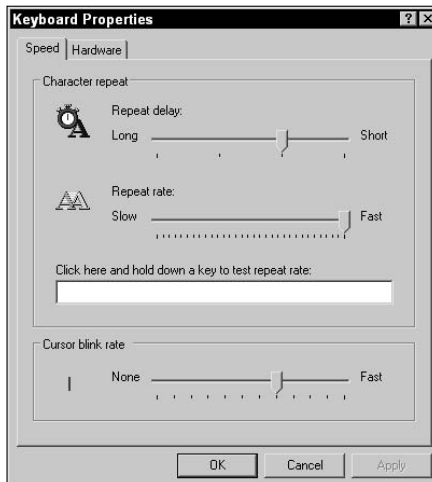 Keyboard Properties
Speed Hardware
Character repeat
Repeat delay:
Long Short
Repeat rate:
Slow Fast
Click here and hold down a key to test repeat rate:
Cursor blink rate
None Fast
OK Cancel Apply